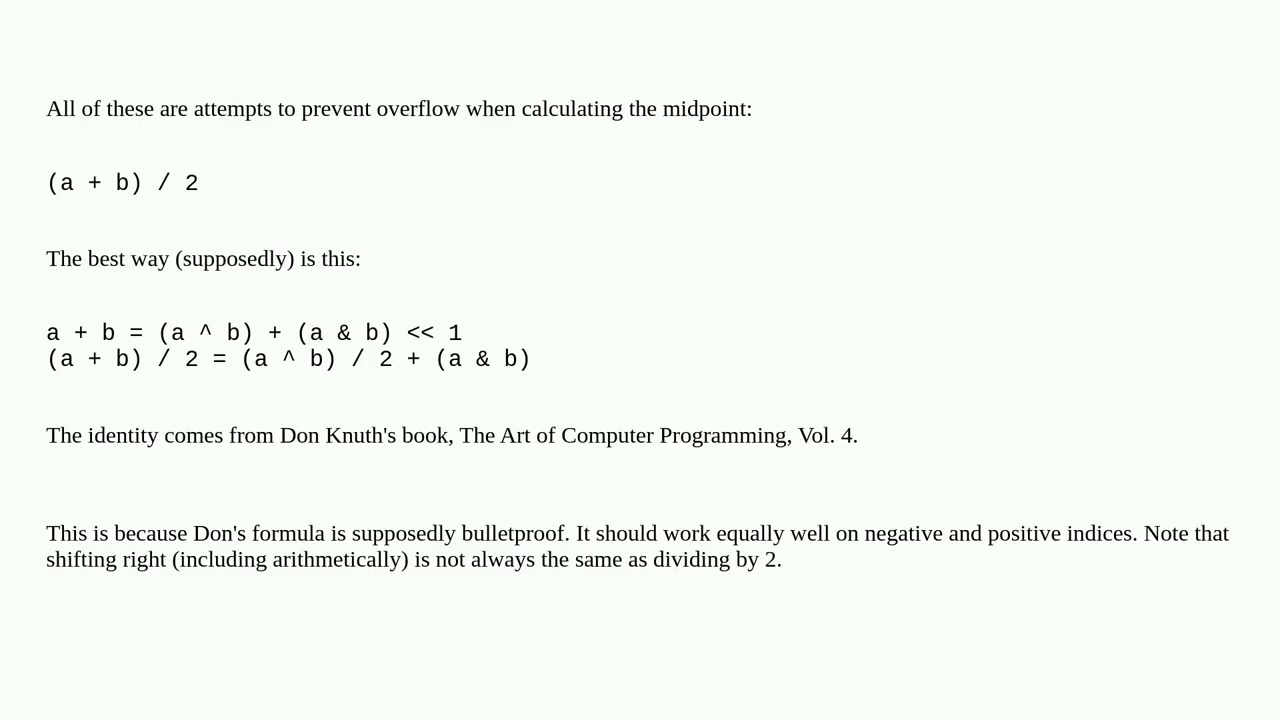 All of these are attempts to prevent overflow when calculating the midpoint:
(a + b) / 2
The best way (supposedly) is this:
a + b = (a ^ b) + (a & b) << 1
(a + b) / 2 = (a ^ b) / 2 + (a & b)
The identity comes from Don Knuth's book, The Art of Computer Programming, Vol. 4.
This is because Don's formula is supposedly bulletproof. It should work equally well on negative and positive indices. Note that
shifting right (including arithmetically) is not always the same as dividing by 2.